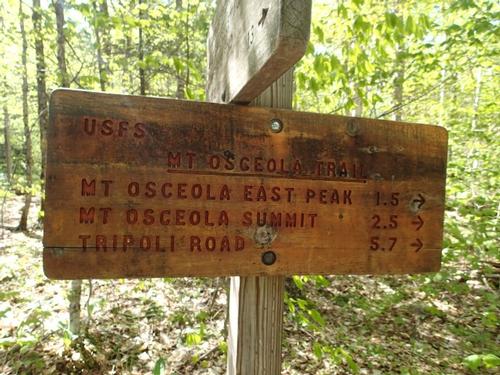 USFS
MT OSCEOLA TRAIL
MT OSCEOLA EAST PEAK 1.5 →
MT OSCEOLA SUMMIT 2.5 →
TRIPOLI ROAD 5.7 →